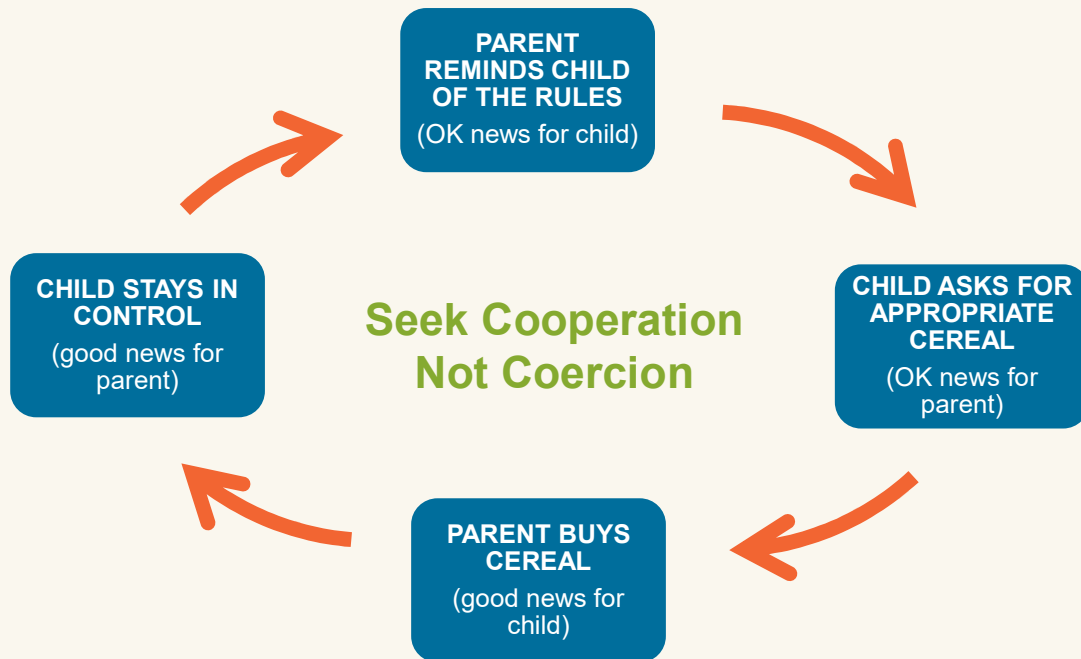 PARENT
REMINDS CHILD
OF THE RULES
(OK news for child)
CHILD ASKS FOR
APPROPRIATE
CEREAL
(OK news for
parent)
PARENT BUYS
CEREAL
(good news for
child)
CHILD STAYS IN
CONTROL
(good news for
parent)
Seek Cooperation
Not Coercion